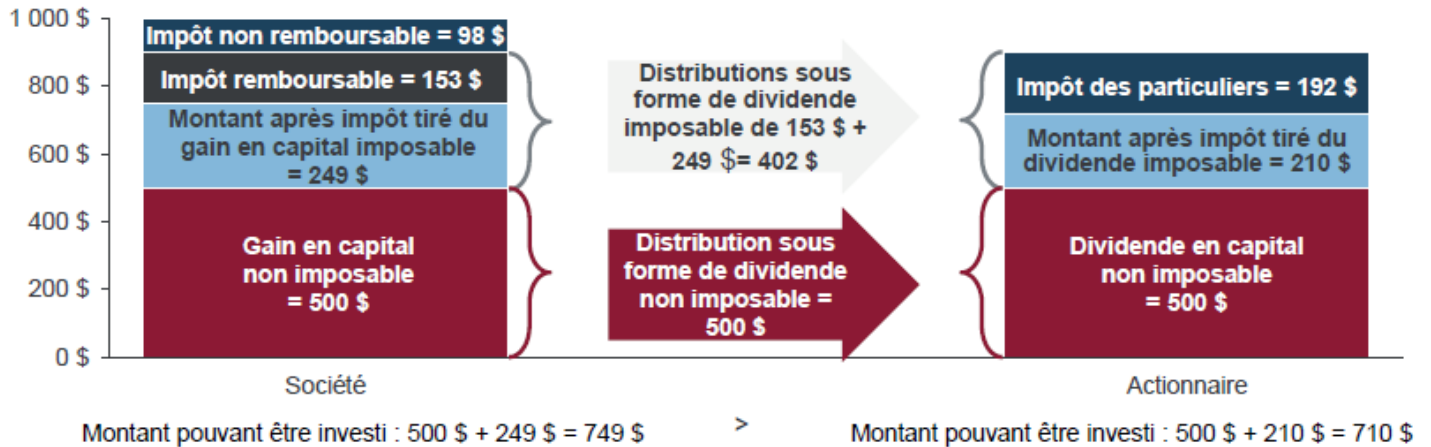 1 000 $
800 $
600 $
400 $
200 $
0 $
Impôt non remboursable = 98 $
Impôt remboursable = 153 $
Montant après impôt tiré du
gain en capital imposable
= 249 $
Gain en capital
non imposable
= 500 $
Société
Distributions sous
forme de dividende
imposable de 153 $ +
249 $= 402 $
Distribution sous
forme de dividende
non imposable =
500 $
Impôt des particuliers = 192 $
Montant après impôt tiré du
dividende imposable = 210 $
Dividende en capital
non imposable
= 500 $
Actionnaire
Montant pouvant être investi : 500 $ + 249 $ = 749 $
>
Montant pouvant être investi : 500 $ + 210 $ = 710 $